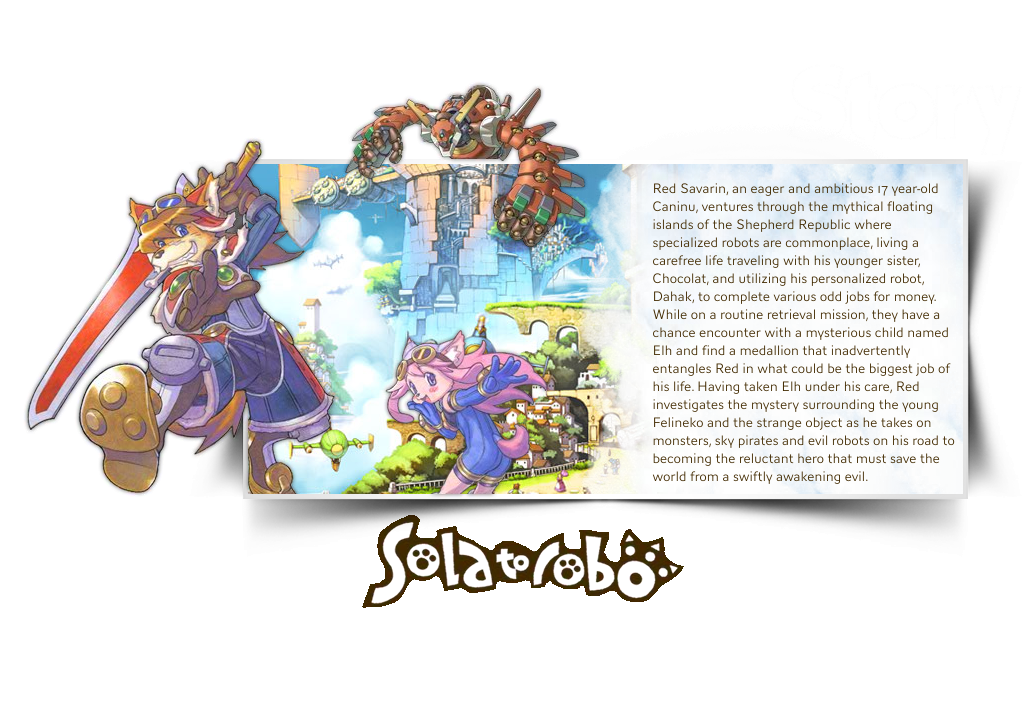 Red Savarin, an eager and ambitious 17 year-old
Caninu, ventures through the mythical floating
islands of the Shepherd Republic where
specialized robots are commonplace, living a
carefree life traveling with his younger sister,
Chocolat, and utilizing his personalized robot,
Dahak, to complete various odd jobs for money.
While on a routine retrieval mission, they have a
chance encounter with a mysterious child named
Elh and find a medallion that inadvertently
entangles Red in what could be the biggest job of
his life. Having taken Elh under his care, Red
investigates the mystery surrounding the young
Felineko and the strange object as he takes on
monsters, sky pirates and evil robots on his road to
becoming the reluctant hero that must save the
world from a swiftly awakening evil.
Solatorobo